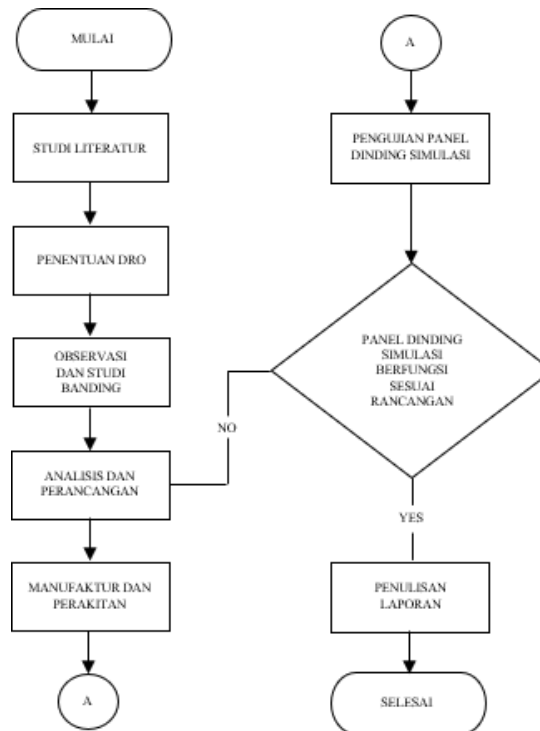 MULAI
STUDI LITERATUR
PENENTUAN DRO
OBSERVASI
DAN STUDI
BANDING
ANALISIS DAN
PERANCANGAN
MANUFAKTUR DAN
PERAKITAN
A
A
PENGUJIAN PANEL
DINDING SIMULASI
PANEL DINDING
SIMULASI
BERFUNGSI
SESUAI
RANCANGAN
NO
YES
PENULISAN
LAPORAN
SELESAI